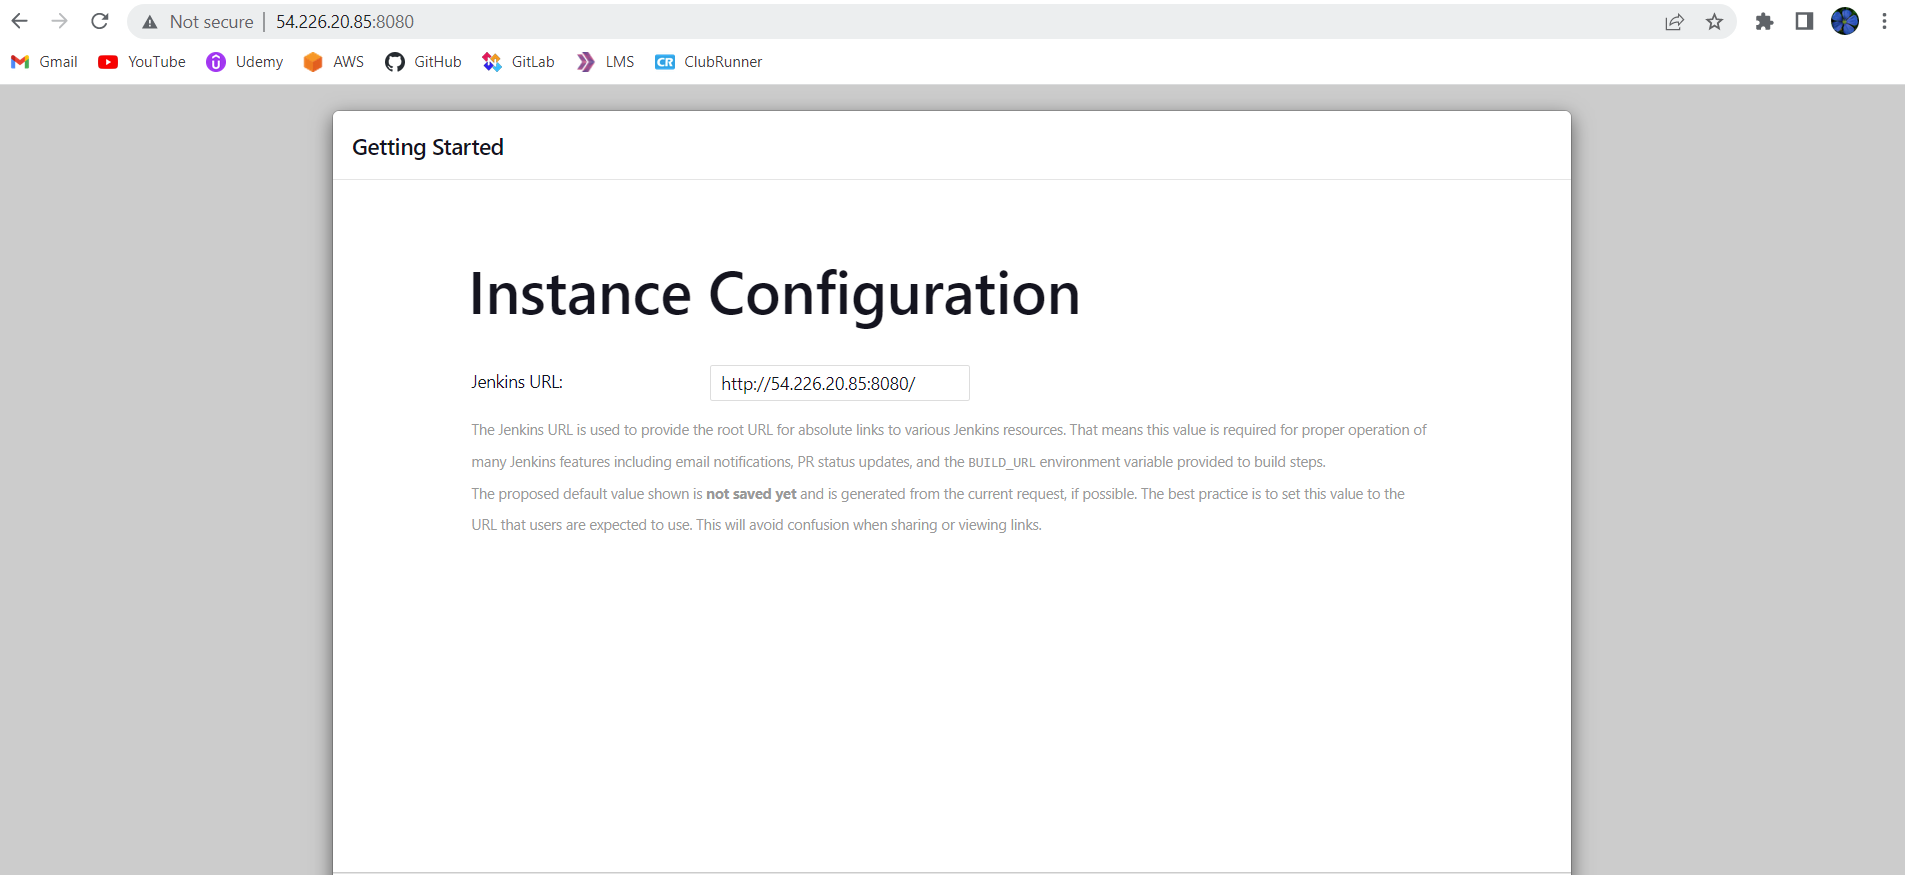 Not secure | 54.226.20.85:8080
Gmail YouTube Udemy AWS GitHub GitLab LMS CR ClubRunner
Getting Started
Instance Configuration
Jenkins URL: http://54.226.20.85:8080/
The Jenkins URL is used to provide the root URL for absolute links to various Jenkins resources. That means this value is required for proper operation of
many Jenkins features including email notifications, PR status updates, and the BUILD_URL environment variable provided to build steps.
The proposed default value shown is not saved yet and is generated from the current request, if possible. The best practice is to set this value to the
URL that users are expected to use. This will avoid confusion when sharing or viewing links.